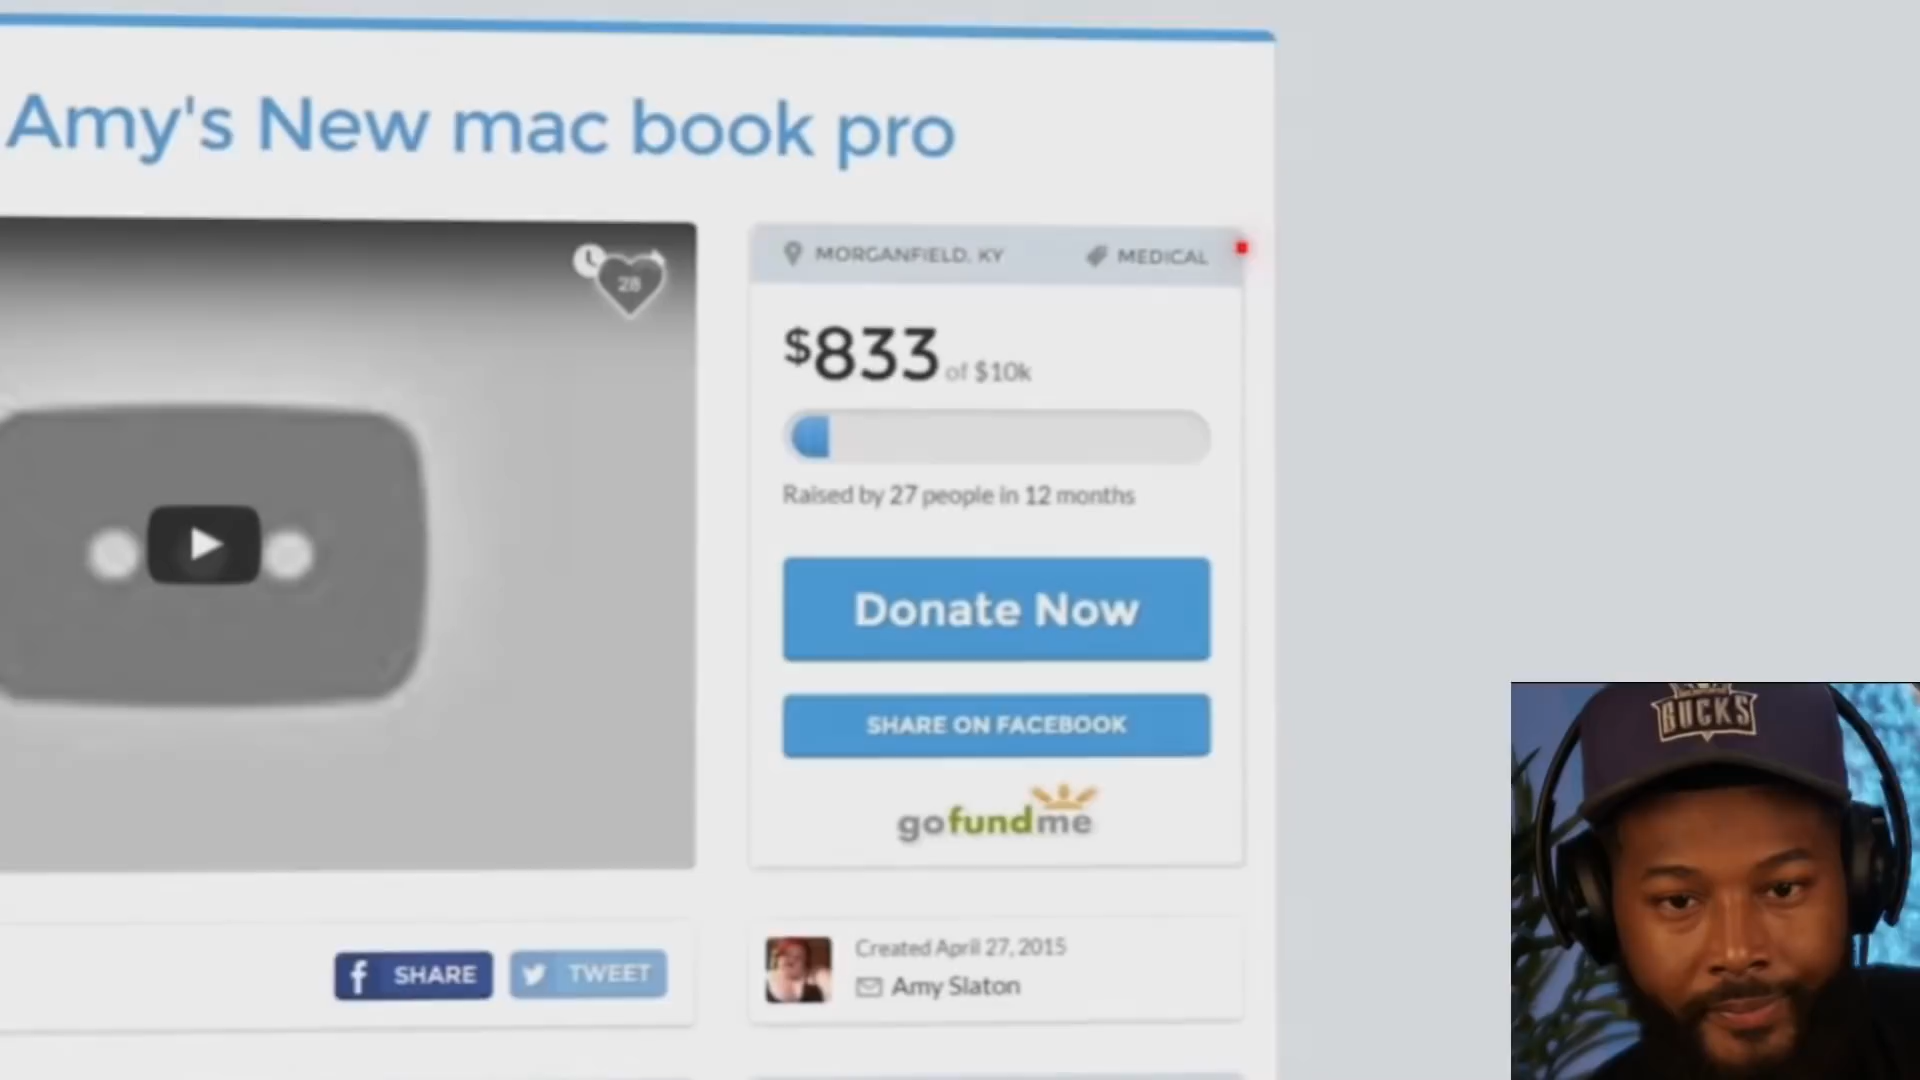 Amy's New mac book pro
28
MORGANFIELD, KY
MEDICAL
$833 of $10k
Raised by 27 people in 12 months
Donate Now
SHARE ON FACEBOOK
gofundme
SHARE
TWEET
Created April 27, 2015
Amy Slaton
BUCKS